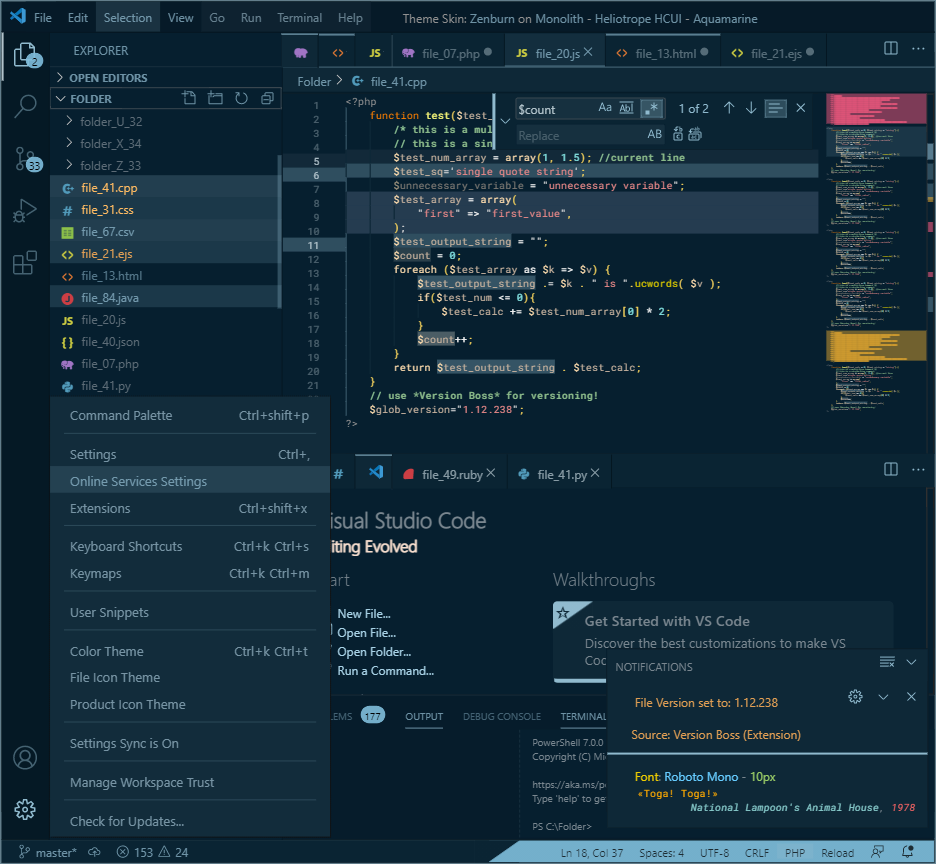 File Edit Selection View Go Run Terminal Help Theme Skin: Zenburn on Monolith - Heliotrope HCUI - Aquamarine
2
33
EXPLORER
OPEN EDITORS
FOLDER
folder_U_32
folder_X_34
folder_Z_33
file_41.cpp
file_31.css
file_67.csv
file_21.ejs
file_13.html
file_84.java
file_20.js
file_40.json
file_07.php
file_41.py
JS file_07.php JS file_20.js file_13.html file_21.ejs
Folder > file_41.cpp
$count Aa ab .* 1 of 2
Replace AB
1 <?php
2 function test($test_
3 /* this is a mul
4 // this is a sin
5 $test_num_array = array(1, 1.5); //current line
6 $test_sq='single quote string';
7 $unnecessary_variable = "unnecessary variable";
8 $test_array = array(
9 "first" => "first_value",
10 );
11 $test_output_string = "";
12 $count = 0;
13 foreach ($test_array as $k => $v) {
14 $test_output_string .= $k . " is ".ucwords( $v );
15 if($test_num <= 0){
16 $test_calc += $test_num_array[0] * 2;
17 }
18 $count++;
19 }
20 return $test_output_string . $test_calc;
21 }
// use *Version Boss* for versioning!
$glob_version="1.12.238";
?>
Command Palette Ctrl+shift+p
Settings Ctrl+,
Online Services Settings
Extensions Ctrl+shift+x
Keyboard Shortcuts Ctrl+k Ctrl+s
Keymaps Ctrl+k Ctrl+m
User Snippets
Color Theme Ctrl+k Ctrl+t
File Icon Theme
Product Icon Theme
Settings Sync is On
Manage Workspace Trust
Check for Updates...
# file_49.ruby file_41.py
isual Studio Code
iting Evolved
art
New File...
Open File...
Open Folder...
Run a Command...
Walkthroughs
Get Started with VS Code
Discover the best customizations to make VS
LEMS 177 OUTPUT DEBUG CONSOLE TERMINAL
PowerShell 7.0.0
Copyright (C) Mi
https://aka.ms/p
Type 'help' to ge
PS C:\Folder>
NOTIFICATIONS
File Version set to: 1.12.238
Source: Version Boss (Extension)
Font: Roboto Mono - 10px
«Toga! Toga!»
National Lampoon's Animal House, 1978
master* 153 24 Ln 18, Col 37 Spaces: 4 UTF-8 CRLF PHP Reload